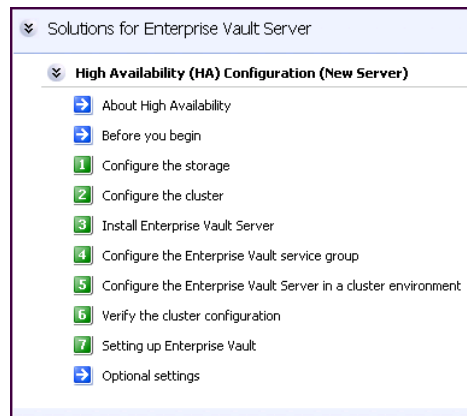 Solutions for Enterprise Vault Server
High Availability (HA) Configuration (New Server)
About High Availability
Before you begin
1 Configure the storage
2 Configure the cluster
3 Install Enterprise Vault Server
4 Configure the Enterprise Vault service group
5 Configure the Enterprise Vault Server in a cluster environment
6 Verify the cluster configuration
7 Setting up Enterprise Vault
Optional settings